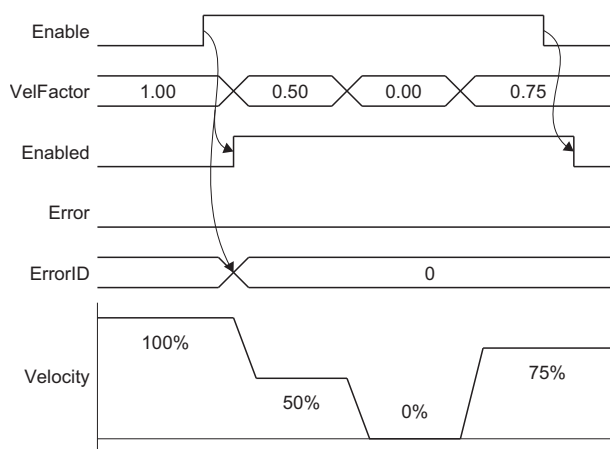 Enable
VelFactor
1.00
0.50
0.00
0.75
Enabled
Error
ErrorID
0
Velocity
100%
50%
0%
75%